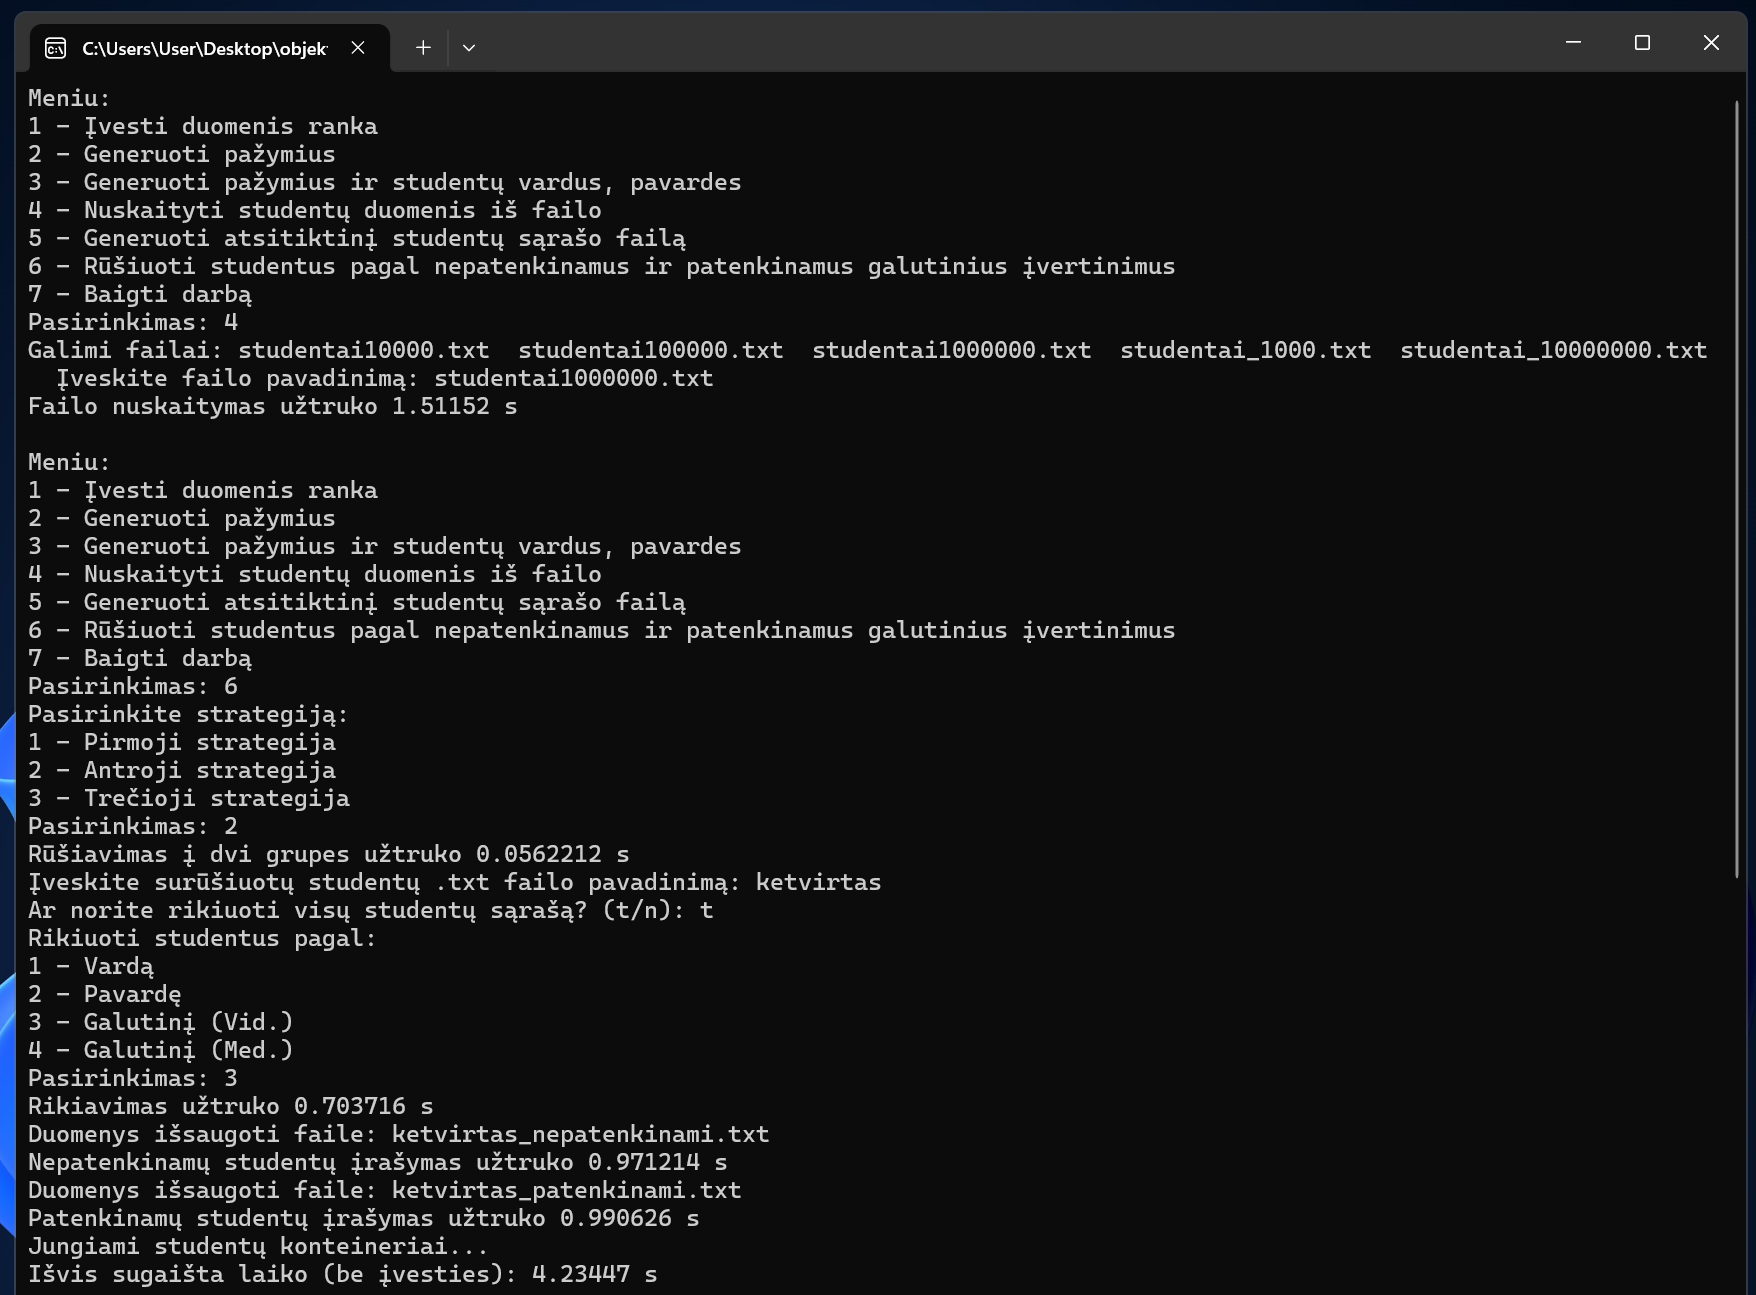 C:\Users\User\Desktop\objek
Meniu:
1 - Įvesti duomenis ranka
2 - Generuoti pažymius
3 - Generuoti pažymius ir studentų vardus, pavardes
4 - Nuskaityti studentų duomenis iš failo
5 - Generuoti atsitiktinį studentų sąrašo failą
6 - Rūšiuoti studentus pagal nepatenkinamus ir patenkinamus galutinius įvertinimus
7 - Baigti darbą
Pasirinkimas: 4
Galimi failai: studentai10000.txt  studentai100000.txt  studentai1000000.txt  studentai_1000.txt  studentai_10000000.txt
Įveskite failo pavadinimą: studentai1000000.txt
Failo nuskaitymas užtruko 1.51152 s
Meniu:
1 - Įvesti duomenis ranka
2 - Generuoti pažymius
3 - Generuoti pažymius ir studentų vardus, pavardes
4 - Nuskaityti studentų duomenis iš failo
5 - Generuoti atsitiktinį studentų sąrašo failą
6 - Rūšiuoti studentus pagal nepatenkinamus ir patenkinamus galutinius įvertinimus
7 - Baigti darbą
Pasirinkimas: 6
Pasirinkite strategiją:
1 - Pirmoji strategija
2 - Antroji strategija
3 - Trečioji strategija
Pasirinkimas: 2
Rūšiavimas į dvi grupes užtruko 0.0562212 s
Įveskite surūšiuotų studentų .txt failo pavadinimą: ketvirtas
Ar norite rikiuoti visų studentų sąrašą? (t/n): t
Rikiuoti studentus pagal:
1 - Vardą
2 - Pavardę
3 - Galutinį (Vid.)
4 - Galutinį (Med.)
Pasirinkimas: 3
Rikiavimas užtruko 0.703716 s
Duomenys išsaugoti faile: ketvirtas_nepatenkinami.txt
Nepatenkinamų studentų įrašymas užtruko 0.971214 s
Duomenys išsaugoti faile: ketvirtas_patenkinami.txt
Patenkinamų studentų įrašymas užtruko 0.990626 s
Jungiami studentų konteineriai...
Išvis sugaišta laiko (be įvesties): 4.23447 s